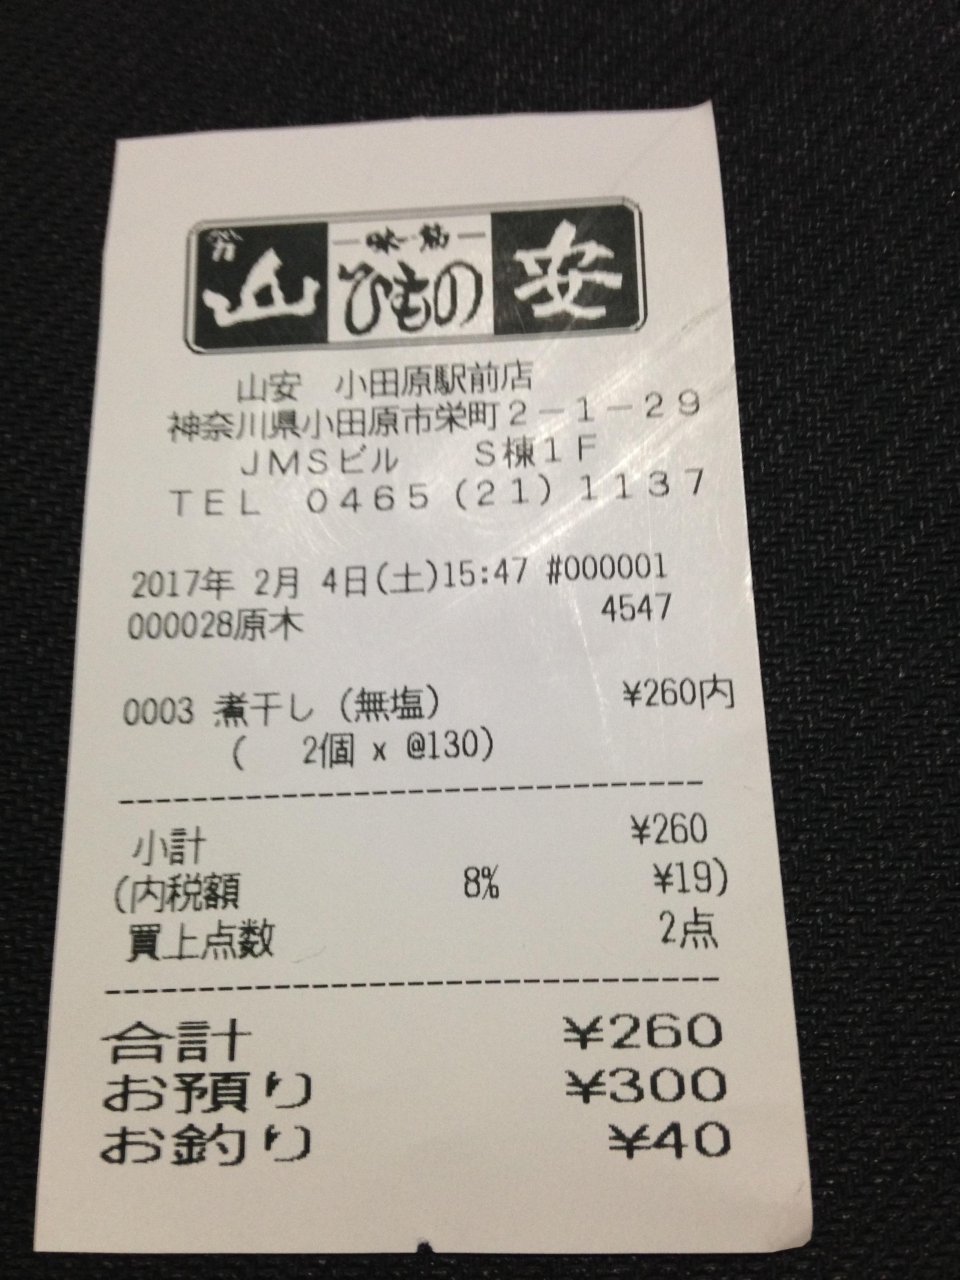 山 ひもの 安
山安　小田原駅前店
神奈川県小田原市栄町2－1－29
JMSビル　　S棟1F
TEL　0465(21)1137
2017年 2月 4日(土)15:47 #000001
000028原木 4547
0003 煮干し（無塩） ¥260内
(　2個 x @130)
小計 ¥260
(内税額 8% ¥19)
買上点数 2点
合計 ¥260
お預り ¥300
お釣り ¥40